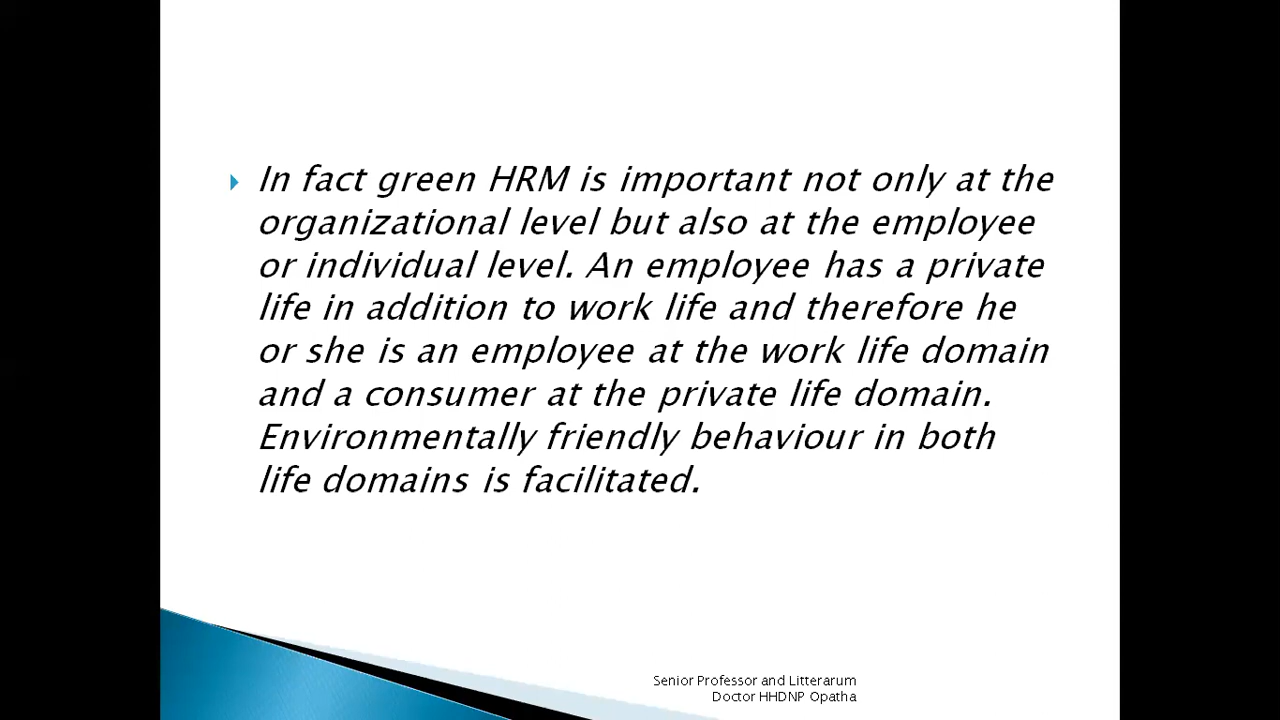 In fact green HRM is important not only at the
organizational level but also at the employee
or individual level. An employee has a private
life in addition to work life and therefore he
or she is an employee at the work life domain
and a consumer at the private life domain.
Environmentally friendly behaviour in both
life domains is facilitated.
Senior Professor and Litterarum
Doctor HHDNP Opatha